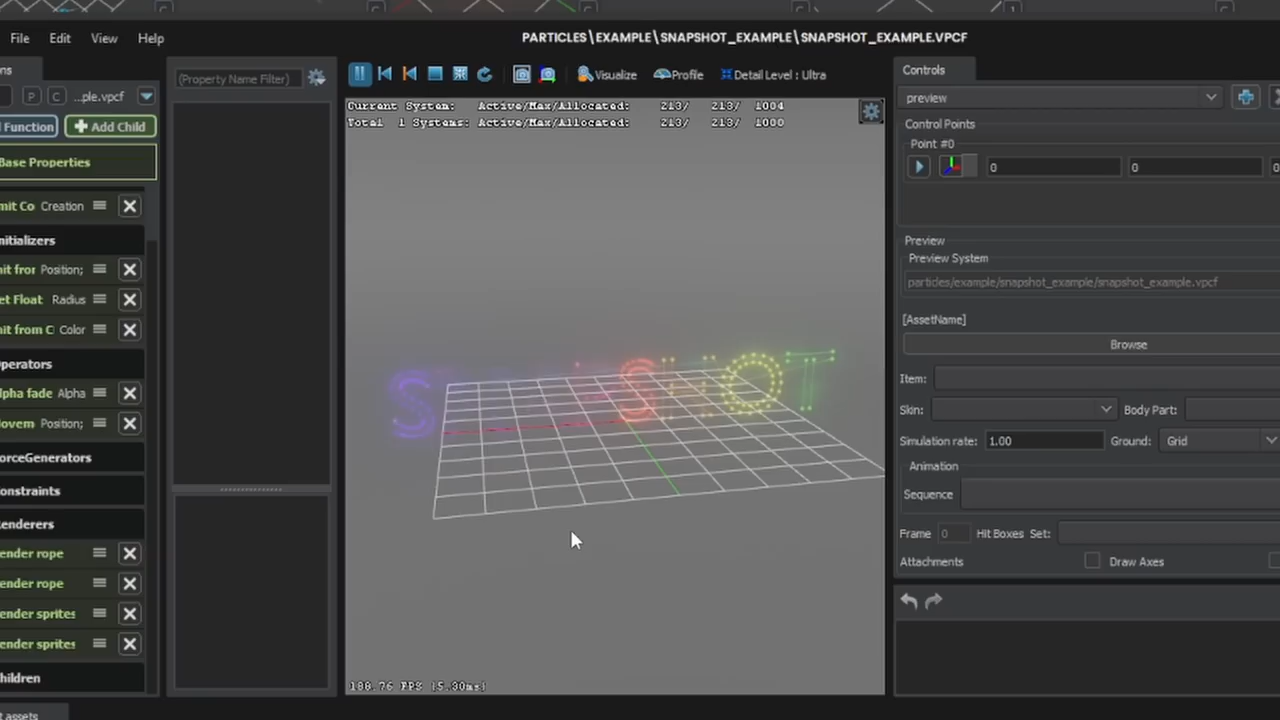 C C C C 1 C
File Edit View Help
PARTICLES\EXAMPLE\SNAPSHOT_EXAMPLE\SNAPSHOT_EXAMPLE.VPCF
ns
P C ...ple.vpcf
Function Add Child
Base Properties
mit Co Creation
nitializers
nit fror Position;
et Float Radius
nit from C Color
Operators
lpha fade Alpha
lovem Position;
orceGenerators
onstraints
enderers
ender rope
ender rope
ender sprites
ender sprites
hildren
t assets
(Property Name Filter)
Visualize Profile Detail Level : Ultra
Current System: Active/Max/Allocated: 213/ 213/ 1004
Total 1 Systems: Active/Max/Allocated: 213/ 213/ 1000
SHOT
Controls
preview
Control Points
Point #0
0 0 0
Preview
Preview System
particles/example/snapshot_example/snapshot_example.vpcf
[AssetName]
Browse
Item:
Skin: Body Part:
Simulation rate: 1.00 Ground: Grid
Animation
Sequence
Frame 0 Hit Boxes Set:
Attachments Draw Axes